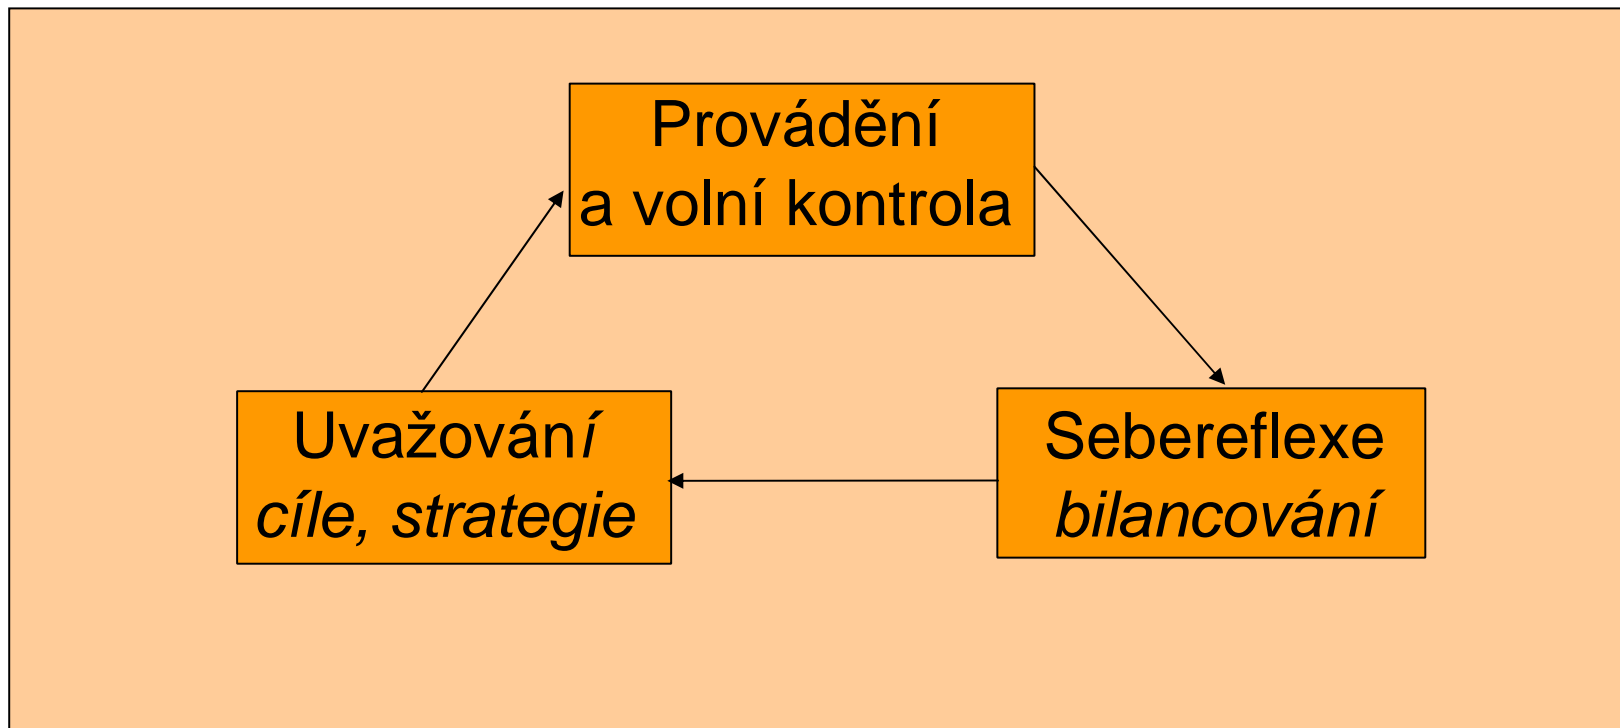 Provádění
a volní kontrola
Uvažování
cíle, strategie
Sebereflexe
bilancování